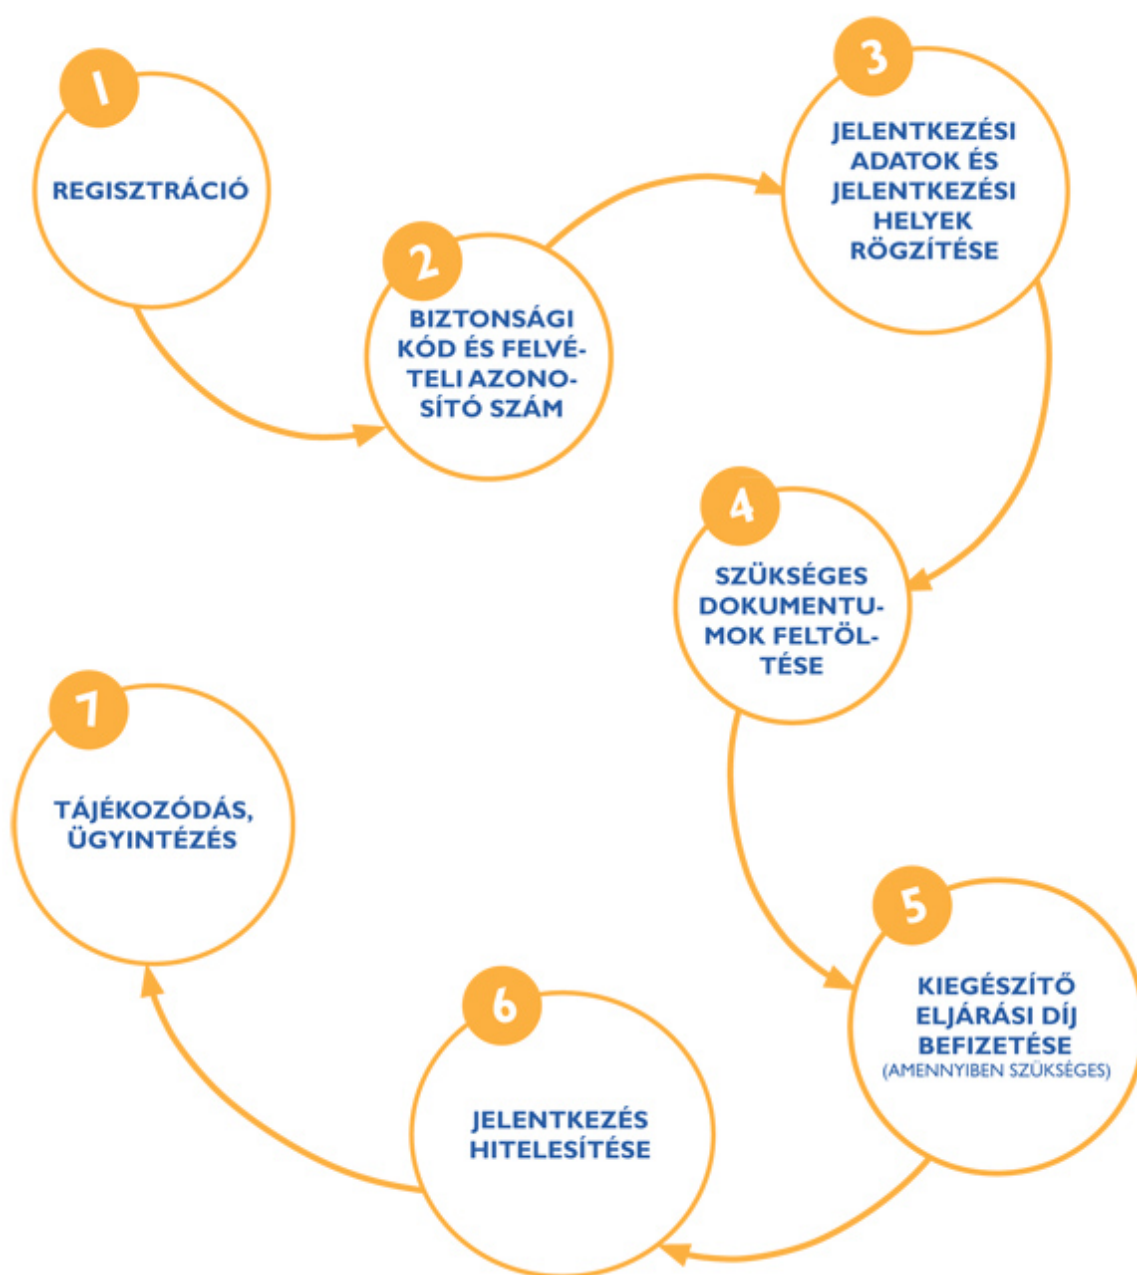 1
REGISZTRÁCIÓ
2
BIZTONSÁGI
KÓD ÉS FELVÉ-
TELI AZONO-
SÍTÓ SZÁM
3
JELENTKEZÉSI
ADATOK ÉS
JELENTKEZÉSI
HELYEK
RÖGZÍTÉSE
4
SZÜKSÉGES
DOKUMENTU-
MOK FELTÖL-
TÉSE
5
KIEGÉSZÍTŐ
ELJÁRÁSI DÍJ
BEFIZETÉSE
(AMENNYIBEN SZÜKSÉGES)
6
JELENTKEZÉS
HITELESÍTÉSE
7
TÁJÉKOZÓDÁS,
ÜGYINTÉZÉS